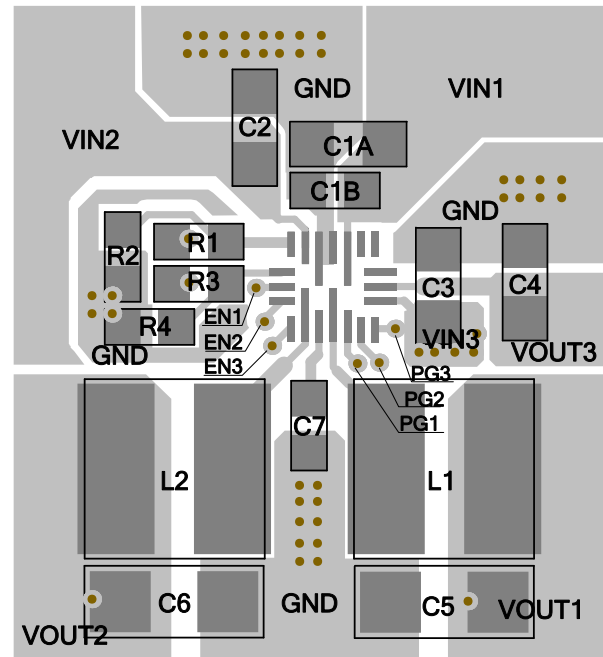 GND
VIN1
C2
VIN2
C1A
C1B
GND
R1
R2
R3
C3
C4
EN1
R4
EN2
VIN3
VOUT3
GND
EN3
PG3
PG2
PG1
C7
L2
L1
C6
GND
C5
VOUT1
VOUT2